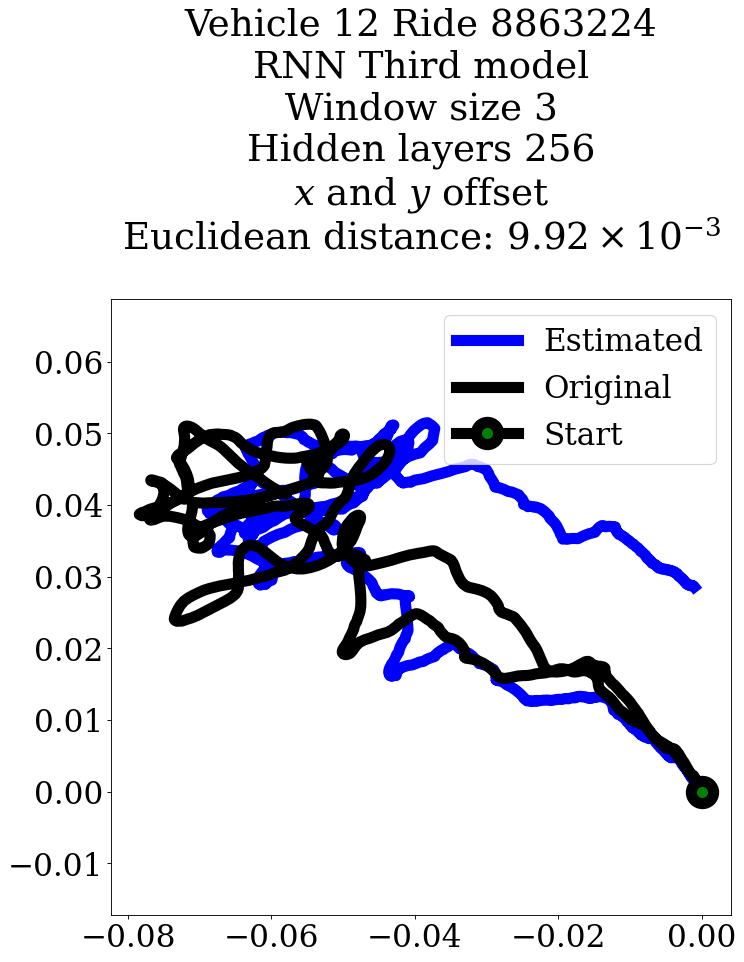 Vehicle 12 Ride 8863224
RNN Third model
Window size 3
Hidden layers 256
x and y offset
Euclidean distance: 9.92 × 10⁻³
Estimated
Original
Start
0.06
0.05
0.04
0.03
0.02
0.01
0.00
−0.01
−0.08 −0.06 −0.04 −0.02 0.00